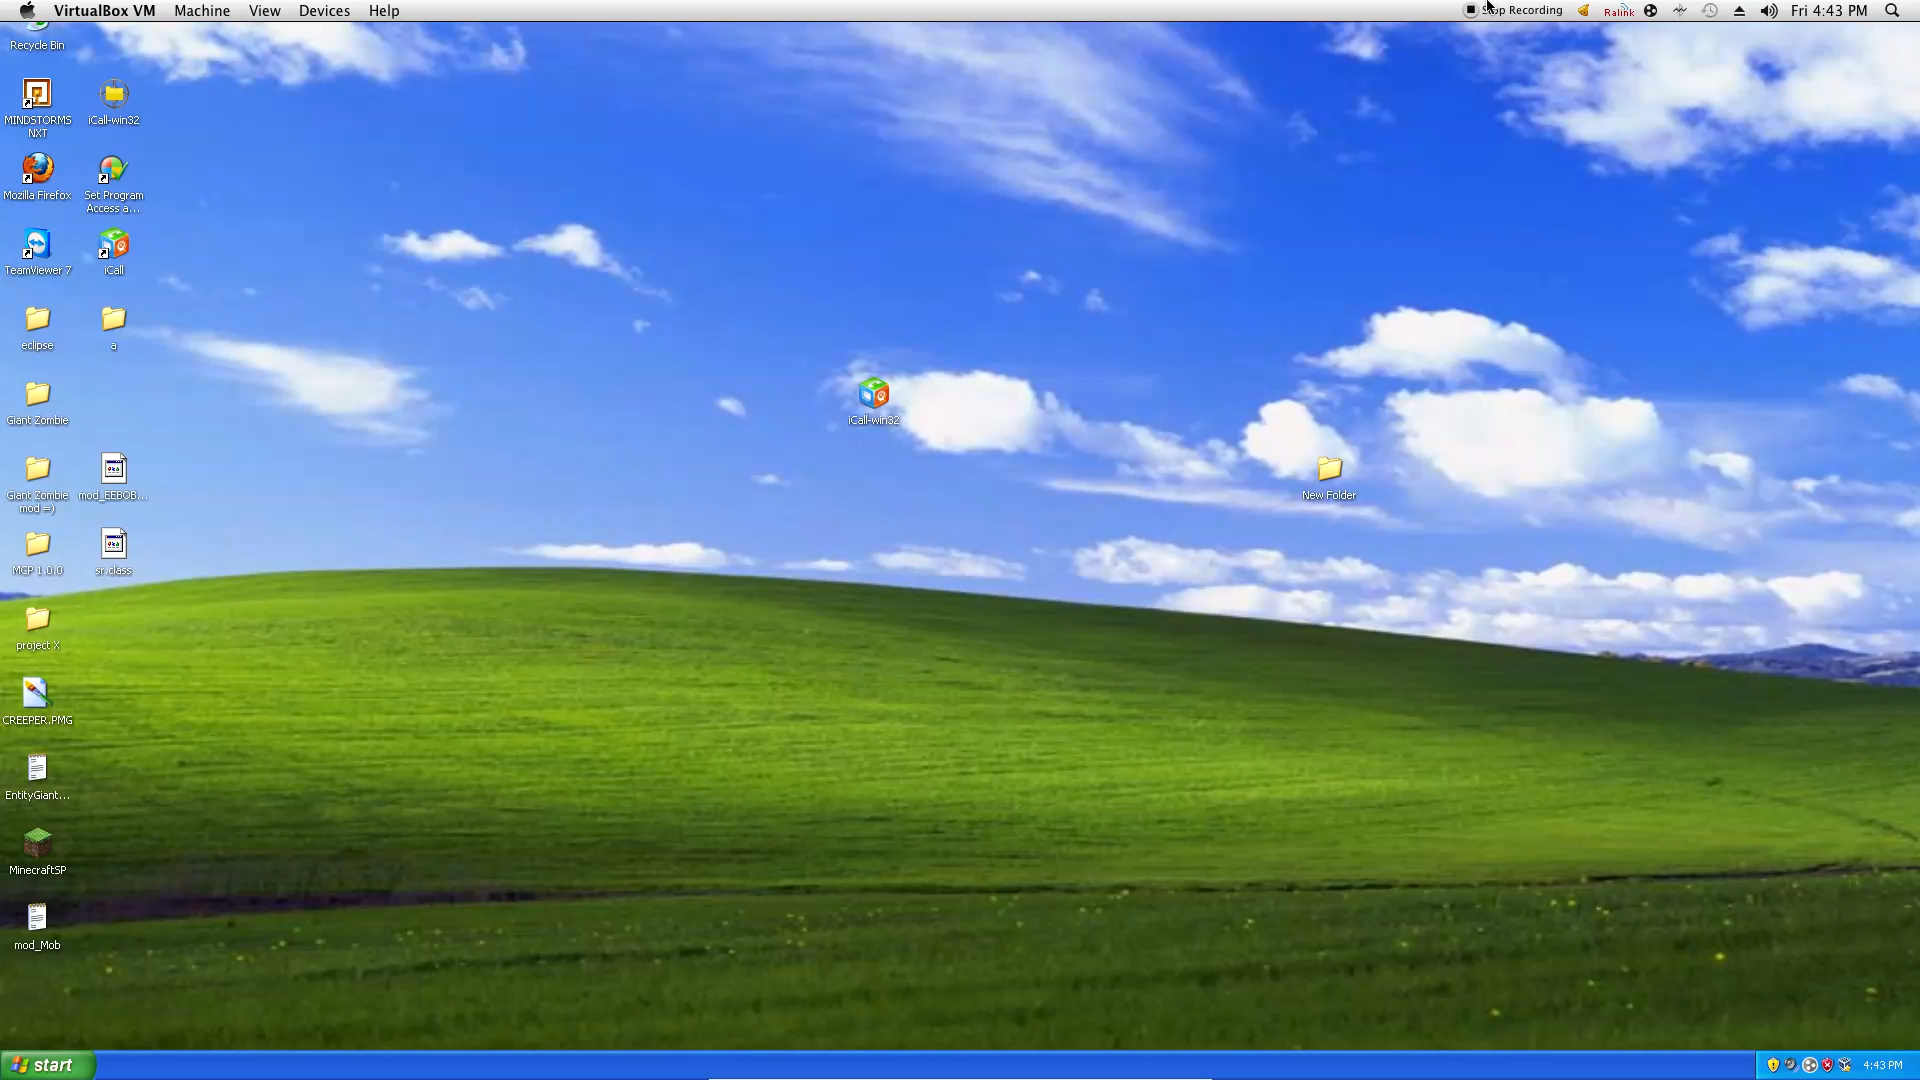 VirtualBox VM Machine View Devices Help
Stop Recording Ralink Fri 4:43 PM
Recycle Bin
MINDSTORMS
NXT
iCall-win32
Mozilla Firefox
Set Program
Access a...
TeamViewer 7
iCall
eclipse
a
Giant Zombie
iCall-win32
Giant Zombie
mod =)
mod_EEBOB...
New Folder
MCP 1.0.0
sr.class
project X
CREEPER.PMG
EntityGiant...
MinecraftSP
mod_Mob
start
4:43 PM